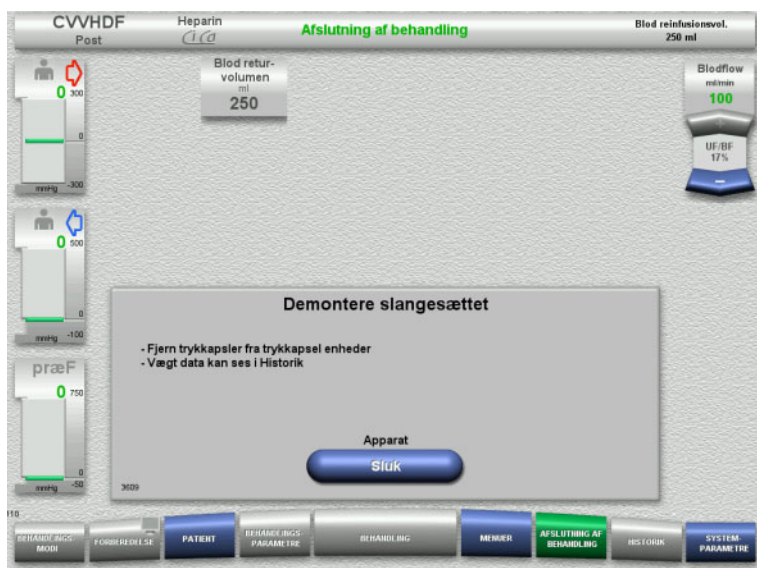 CVVHDF
Post
Heparin
CiCa
Afslutning af behandling
Blod reinfusionsvol.
250 ml
0
300
0
-300
mmHg
Blod retur-
volumen
ml
250
Blodflow
ml/min
100
+
UF/BF
17%
–
0
500
0
-100
mmHg
præF
0
750
0
-50
mmHg
Demontere slangesættet
- Fjern trykkapsler fra trykkapsel enheder
- Vægt data kan ses i Historik
Apparat
Sluk
3609
110
BEHANDLINGS-
MODI
FORBEREDELSE
PATIENT
BEHANDLINGS-
PARAMETRE
BEHANDLING
MENUER
AFSLUTNING AF
BEHANDLING
HISTORIK
SYSTEM-
PARAMETRE